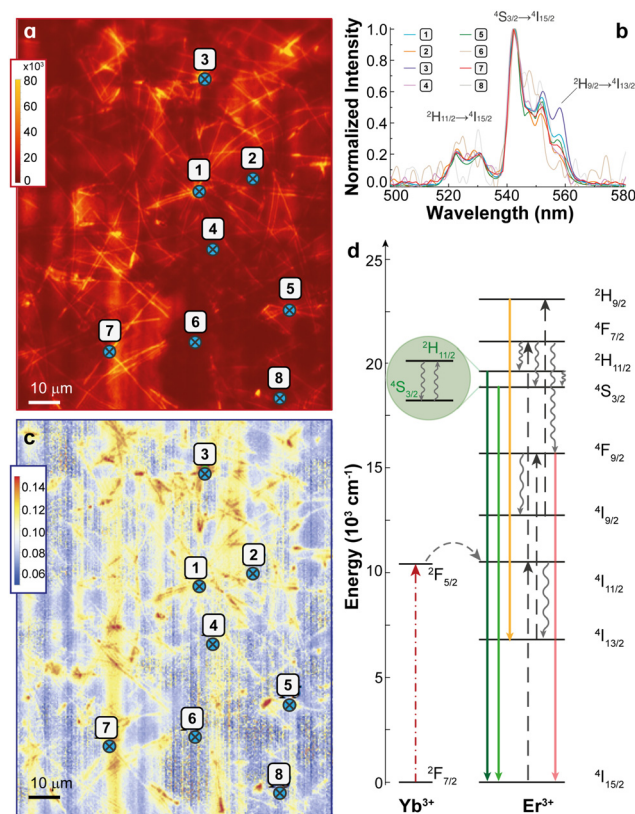 a
80
x10³
60
40
20
0
3
1
2
4
5
6
7
8
10 µm
b
⁴S₃/₂→⁴I₁₅/₂
1
2
3
4
5
6
7
8
²H₉/₂→⁴I₁₃/₂
²H₁₁/₂→⁴I₁₅/₂
Normalized Intensity
1.0
0.8
0.6
0.4
0.2
0.0
500
520
540
560
580
Wavelength (nm)
c
0.14
0.12
0.10
0.08
0.06
3
1
2
4
5
6
7
8
10 µm
d
Energy (10³ cm⁻¹)
25
20
15
10
5
0
²H₁₁/₂
⁴S₃/₂
²H₉/₂
⁴F₇/₂
²H₁₁/₂
⁴S₃/₂
⁴F₉/₂
⁴I₉/₂
⁴I₁₁/₂
⁴I₁₃/₂
⁴I₁₅/₂
²F₅/₂
²F₇/₂
Yb³⁺
Er³⁺